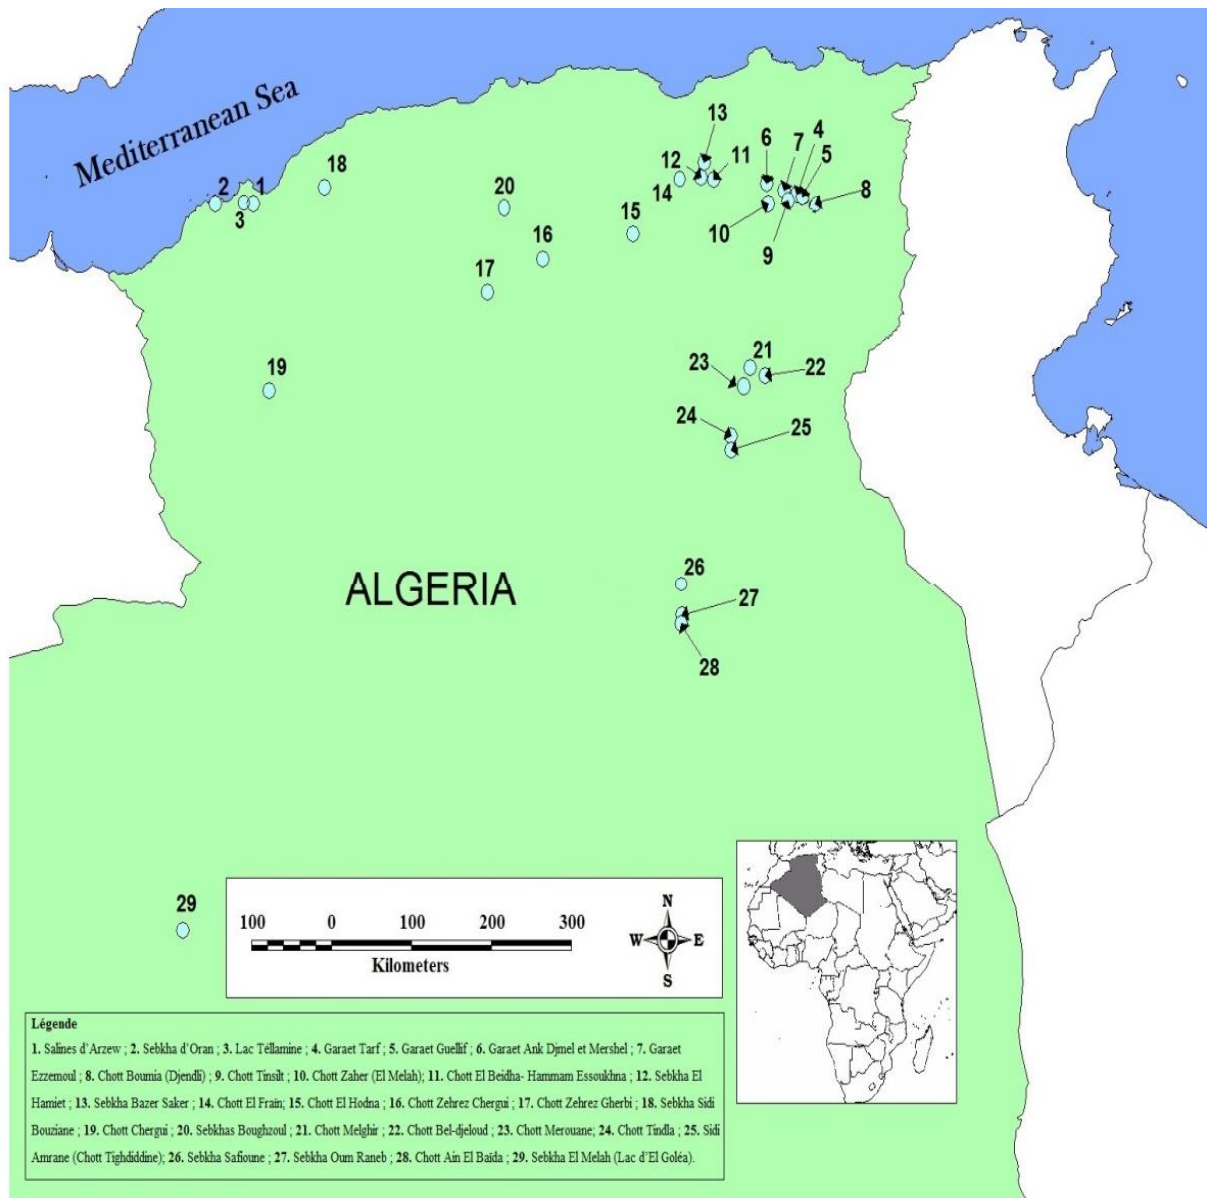 Mediterranean Sea
13
12
11
6
7
4
5
18
14
8
2
1
3
20
15
10
9
16
17
19
23
21
22
24
25
26
ALGERIA
27
28
29
100 0 100 200 300
Kilometers
N
W E
S
Légende
1. Salines d'Arzew ; 2. Sebkha d'Oran ; 3. Lac Téllamine ; 4. Garaet Tarf ; 5. Garaet Guellif ; 6. Garaet Ank Djmel et Mershel ; 7. Garaet
Ezzemoul ; 8. Chott Boumia (Djendli) ; 9. Chott Tinsilt ; 10. Chott Zaher (El Melah); 11. Chott El Beidha- Hammam Essoukhna ; 12. Sebkha El
Hamiet ; 13. Sebkha Bazer Saker ; 14. Chott El Frain; 15. Chott El Hodna ; 16. Chott Zehrez Chergui ; 17. Chott Zehrez Gherbi ; 18. Sebkha Sidi
Bouziane ; 19. Chott Chergui ; 20. Sebkhas Boughzoul ; 21. Chott Melghir ; 22. Chott Bel-djeloud ; 23. Chott Merouane; 24. Chott Tindla ; 25. Sidi
Amrane (Chott Tighdiddine); 26. Sebkha Safioune ; 27. Sebkha Oum Raneb ; 28. Chott Ain El Baida ; 29. Sebkha El Melah (Lac d'El Goléa).